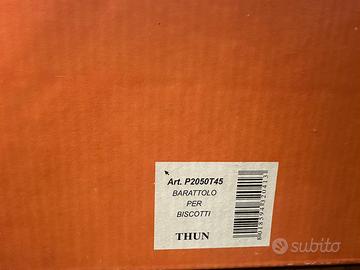 Art. P2050T45
BARATTOLO
PER
BISCOTTI
THUN
subito